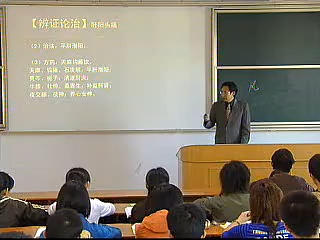 【辨证论治】肝阳头痛
（2）治法：平肝潜阳。
（3）方药：天麻钩藤饮。
天麻、钩藤、石决明：平肝潜阳；
黄芩、栀子：清泄肝火；
牛膝、杜仲、桑寄生：补益肝肾；
夜交藤、茯神：养心安神。